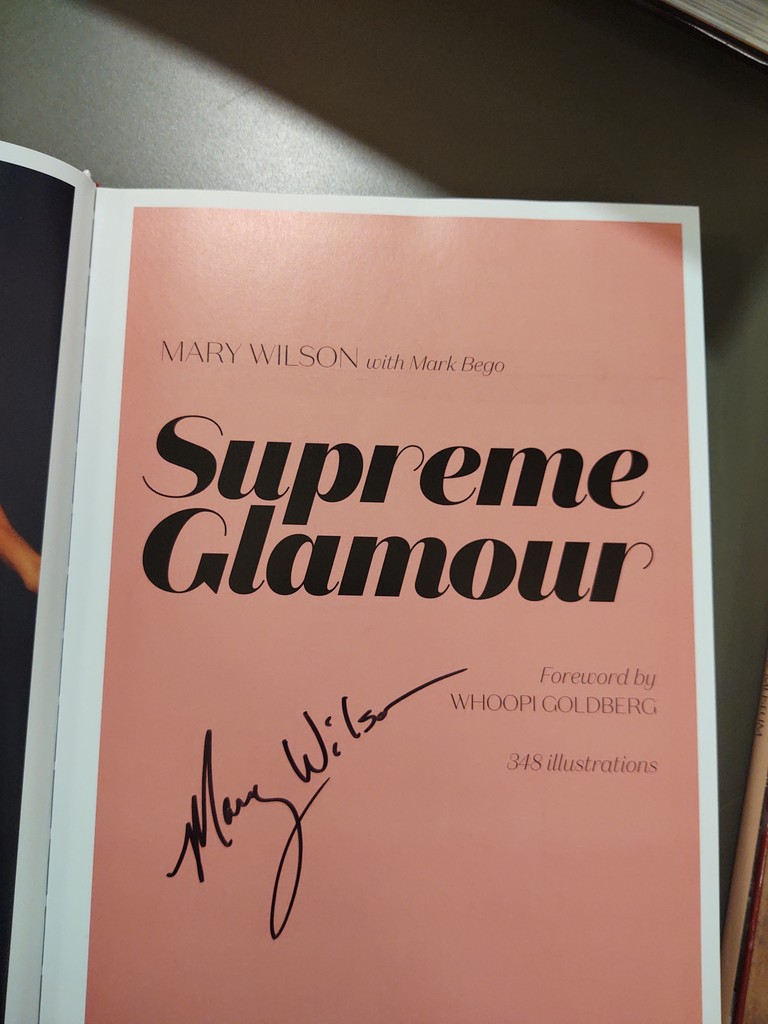 MARY WILSON with Mark Bego
Supreme
Glamour
Foreword by
WHOOPI GOLDBERG
348 illustrations
Mary Wilson